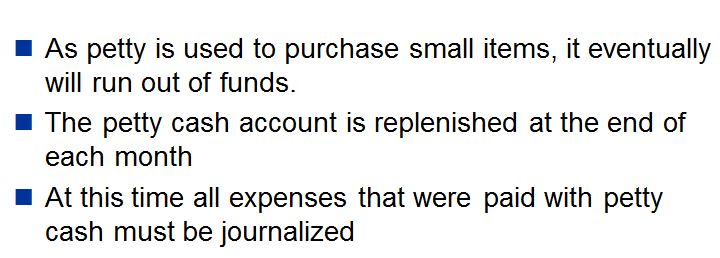 As petty is used to purchase small items, it eventually
will run out of funds.
The petty cash account is replenished at the end of
each month
At this time all expenses that were paid with petty
cash must be journalized